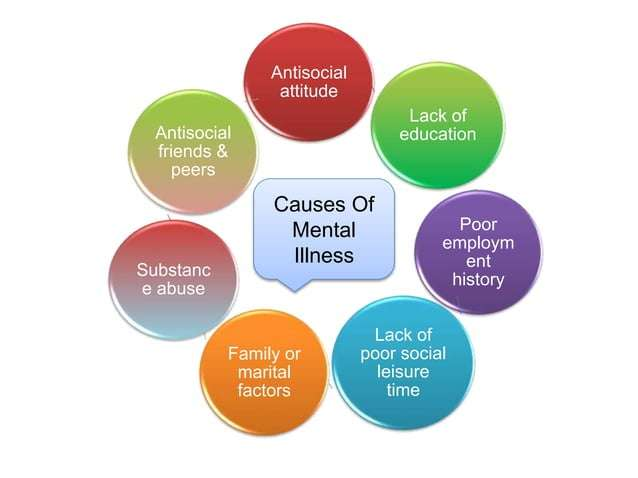 Antisocial
attitude
Lack of
education
Poor
employm
ent
history
Lack of
poor social
leisure
time
Family or
marital
factors
Substanc
e abuse
Antisocial
friends &
peers
Causes Of
Mental
Illness